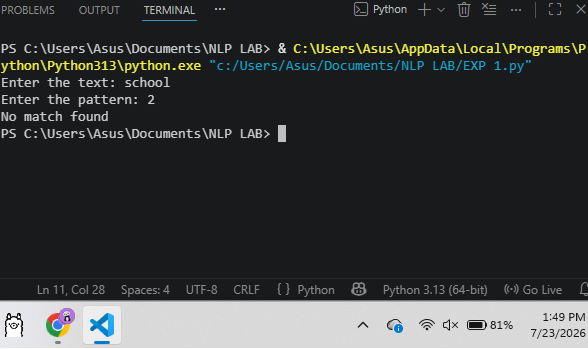 PROBLEMS OUTPUT TERMINAL ... Python
PS C:\Users\Asus\Documents\NLP LAB> & C:\Users\Asus\AppData\Local\Programs\P
ython\Python313\python.exe "c:/Users/Asus/Documents/NLP LAB/EXP 1.py"
Enter the text: school
Enter the pattern: 2
No match found
PS C:\Users\Asus\Documents\NLP LAB>
Ln 11, Col 28 Spaces: 4 UTF-8 CRLF { } Python Python 3.13 (64-bit) Go Live
81% 1:49 PM
7/23/2026